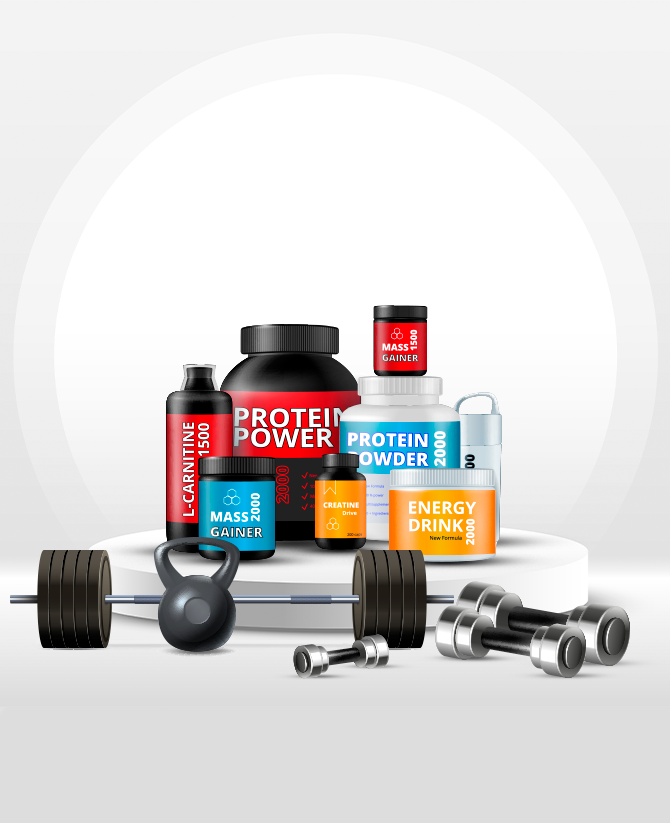 MASS
GAINER
1500
PROTEIN
POWER
2000
PROTEIN
POWDER
2000
L-CARNITINE
1500
MASS
GAINER
2000
CREATINE
Drive
ENERGY
DRINK
2000
New Formula